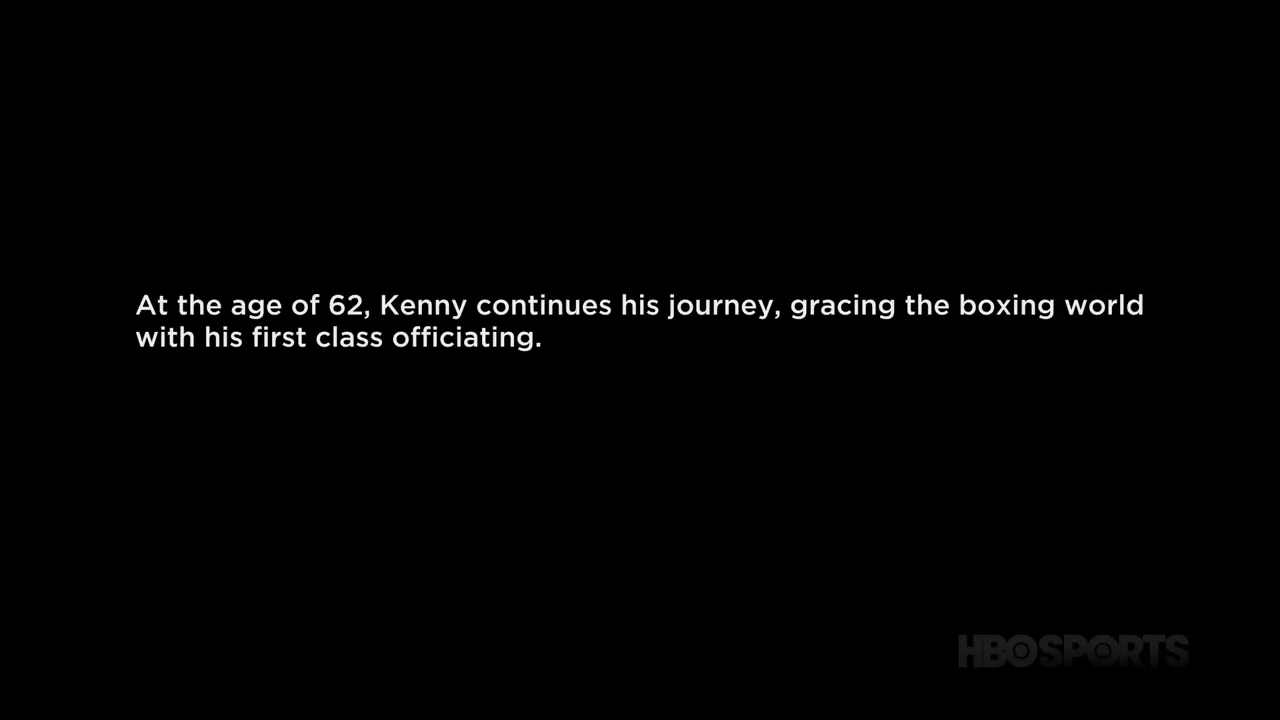 At the age of 62, Kenny continues his journey, gracing the boxing world
with his first class officiating.
HBOSPORTS